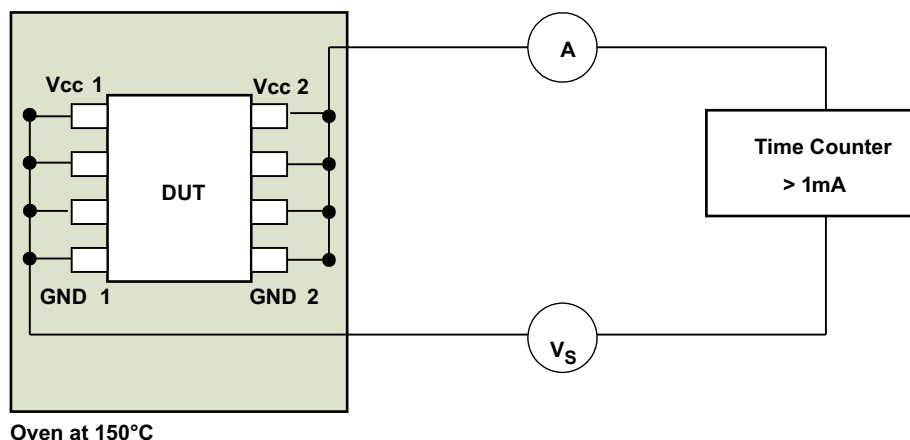 A
Vcc 1
Vcc 2
DUT
Time Counter
> 1mA
GND 1
GND 2
VS
Oven at 150°C